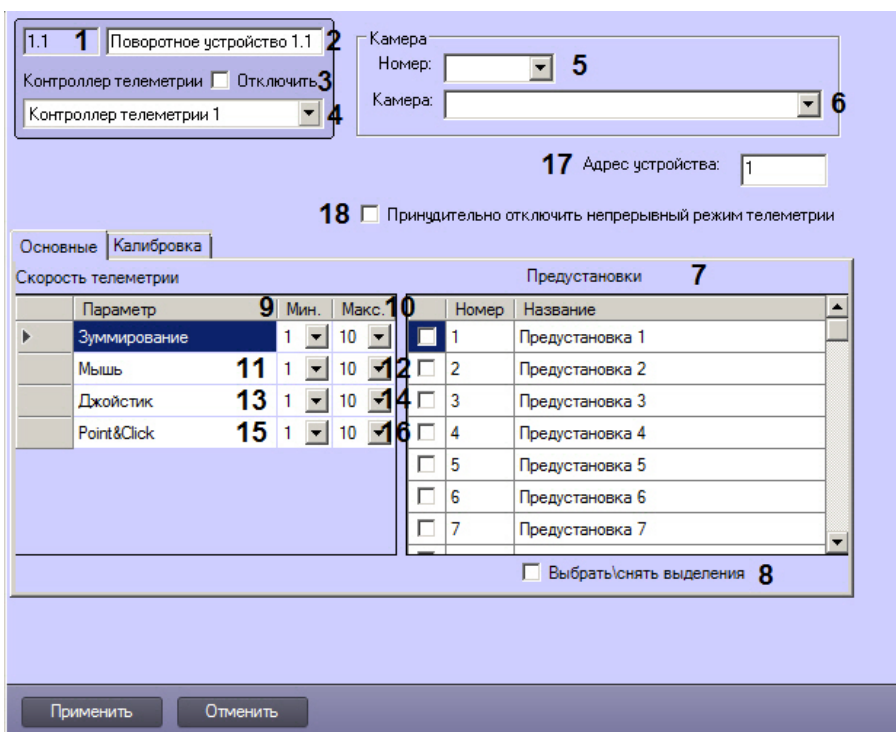 1.1 1 Поворотное устройство 1.1 2
Контроллер телеметрии Отключить 3
Контроллер телеметрии 1 4
Камера
Номер: 5
Камера: 6
17 Адрес устройства: 1
18 Принудительно отключить непрерывный режим телеметрии
Основные Калибровка
Скорость телеметрии
Параметр 9 Мин. Макс. 10
Зуммирование 1 10
Мышь 11 1 10 12
Джойстик 13 1 10 14
Point&Click 15 1 10 16
Предустановки 7
Номер Название
1 Предустановка 1
2 Предустановка 2
3 Предустановка 3
4 Предустановка 4
5 Предустановка 5
6 Предустановка 6
7 Предустановка 7
Выбрать\снять выделения 8
Применить Отменить